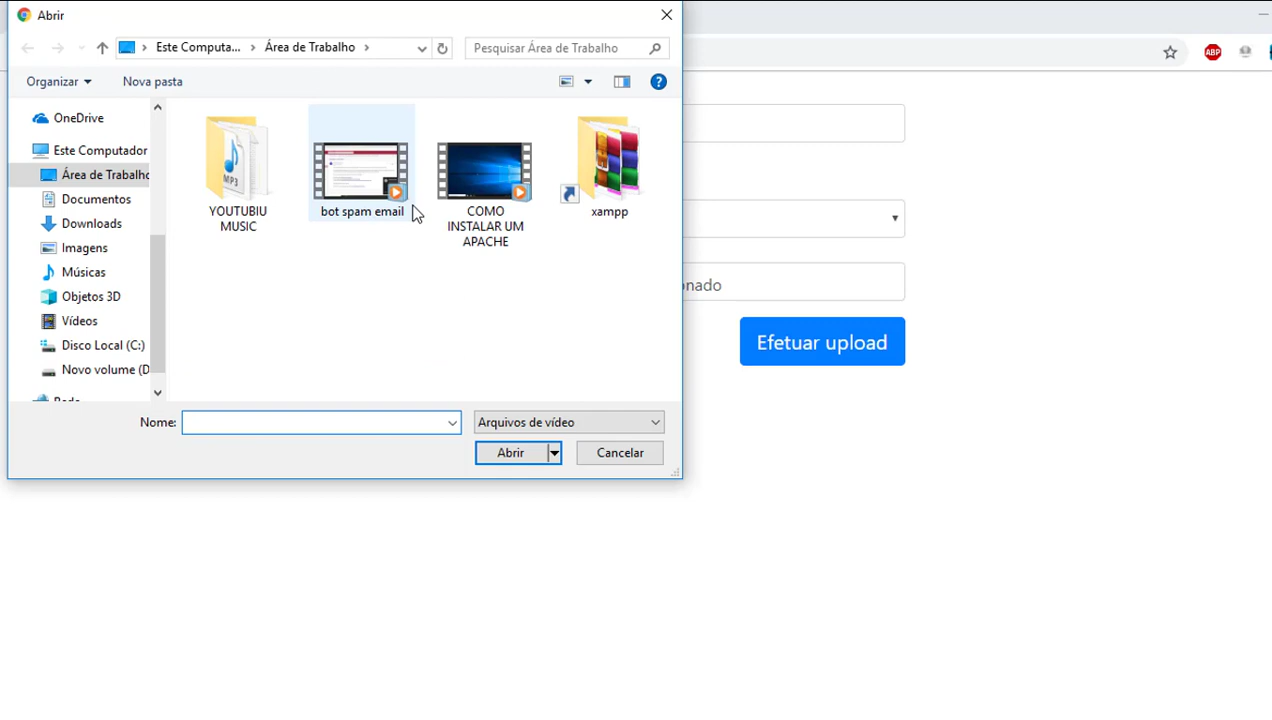 Abrir
Este Computa...
Área de Trabalho
Pesquisar Área de Trabalho
ABP
Organizar
Nova pasta
?
OneDrive
Este Computador
Área de Trabalho
Documentos
Downloads
Imagens
Músicas
Objetos 3D
Vídeos
Disco Local (C:)
Novo volume (D
Rede
MP3
YOUTUBIU
MUSIC
bot spam email
COMO
INSTALAR UM
APACHE
xampp
Nome:
Arquivos de vídeo
Abrir
Cancelar
onado
Efetuar upload